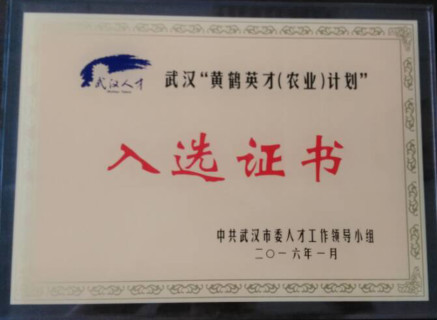 武汉人才
武汉“黄鹤英才(农业)计划”
入选证书
中共武汉市委人才工作领导小组
二〇一六年一月